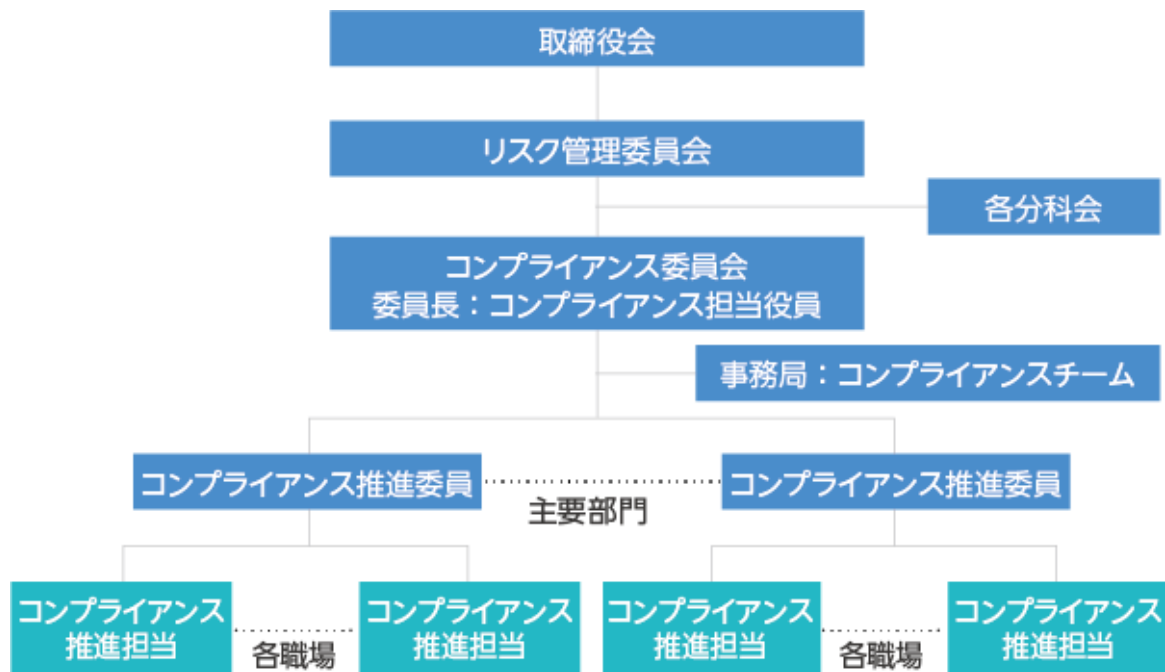 取締役会
リスク管理委員会
各分科会
コンプライアンス委員会
委員長：コンプライアンス担当役員
事務局：コンプライアンスチーム
コンプライアンス推進委員
コンプライアンス推進委員
主要部門
コンプライアンス
推進担当
コンプライアンス
推進担当
コンプライアンス
推進担当
コンプライアンス
推進担当
各職場
各職場